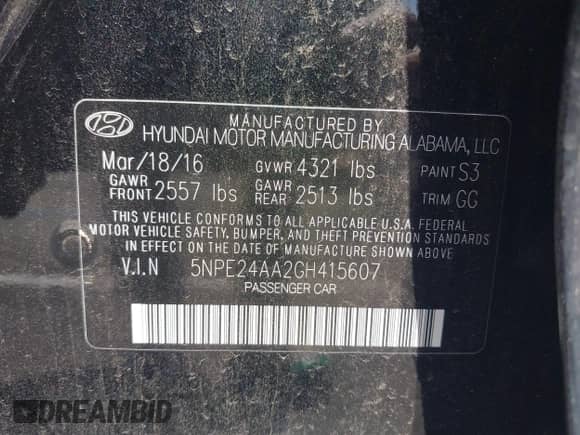 MANUFACTURED BY
HYUNDAI MOTOR MANUFACTURING ALABAMA, LLC
Mar/18/16 GVWR 4321 lbs PAINT S3
GAWR FRONT 2557 lbs GAWR REAR 2513 lbs TRIM GG
THIS VEHICLE CONFORMS TO ALL APPLICABLE U.S.A. FEDERAL
MOTOR VEHICLE SAFETY, BUMPER, AND THEFT PREVENTION STANDARDS
IN EFFECT ON THE DATE OF MANUFACTURE SHOWN ABOVE
V.I.N 5NPE24AA2GH415607
PASSENGER CAR
DREAMBID